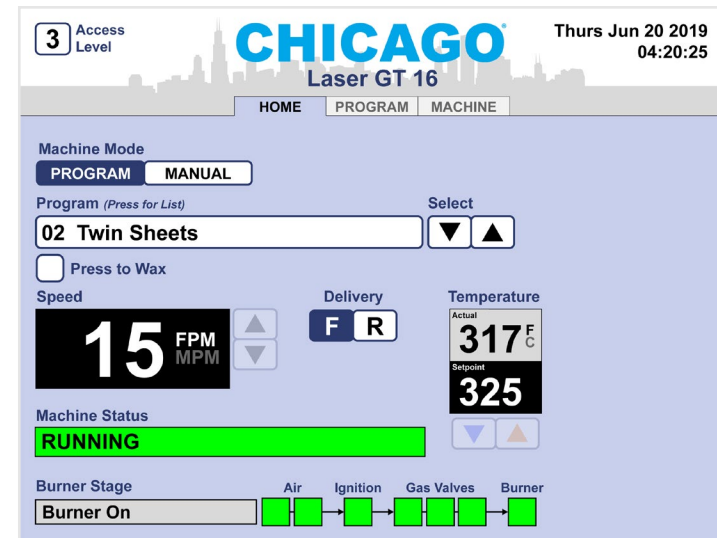 3 Access Level
CHICAGO
Laser GT 16
Thurs Jun 20 2019
04:20:25
HOME PROGRAM MACHINE
Machine Mode
PROGRAM MANUAL
Program (Press for List) Select
02 Twin Sheets ▼ ▲
Press to Wax
Speed Delivery Temperature
15 FPM MPM
F R
Actual
317 F C
Setpoint
325
Machine Status
RUNNING
Burner Stage Air Ignition Gas Valves Burner
Burner On